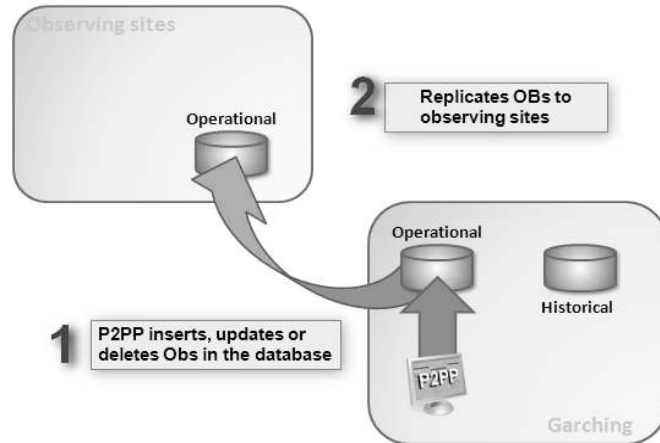 Observing sites
Operational
2
Replicates OBs to
observing sites
Operational
Historical
1
P2PP inserts, updates or
deletes Obs in the database
P2PP
Garching